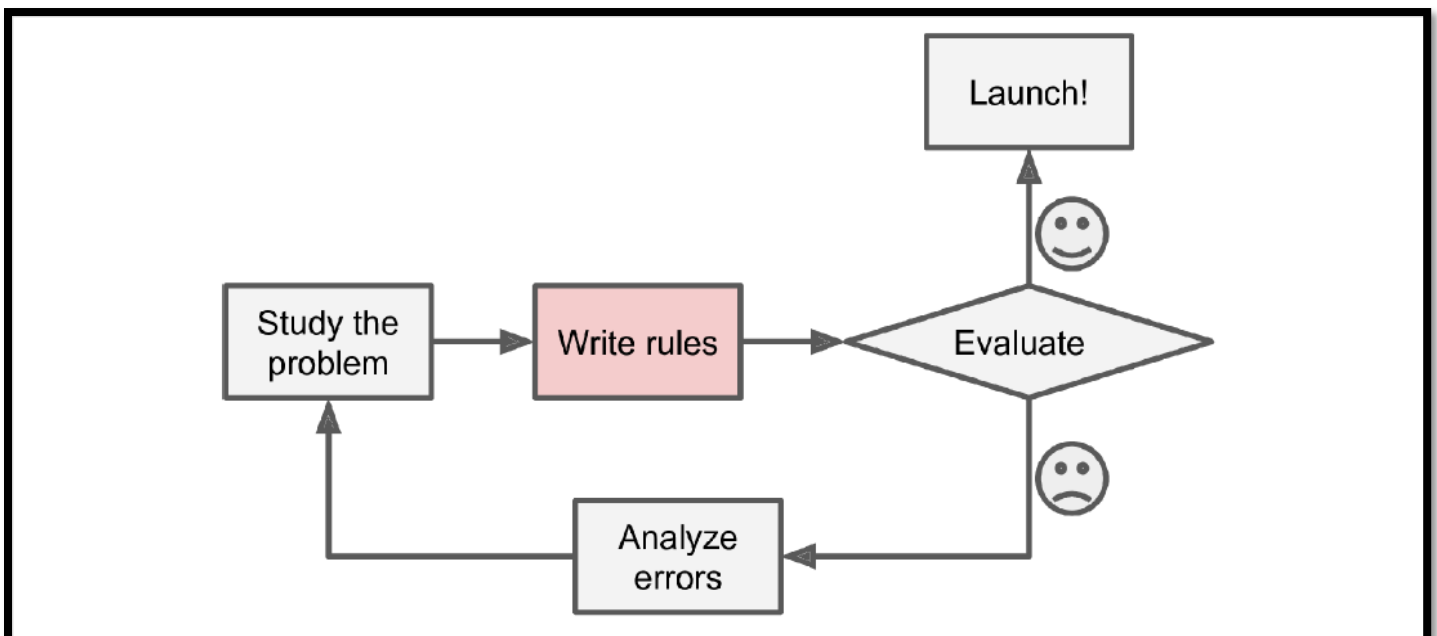 Launch!
Study the
problem
Write rules
Evaluate
Analyze
errors